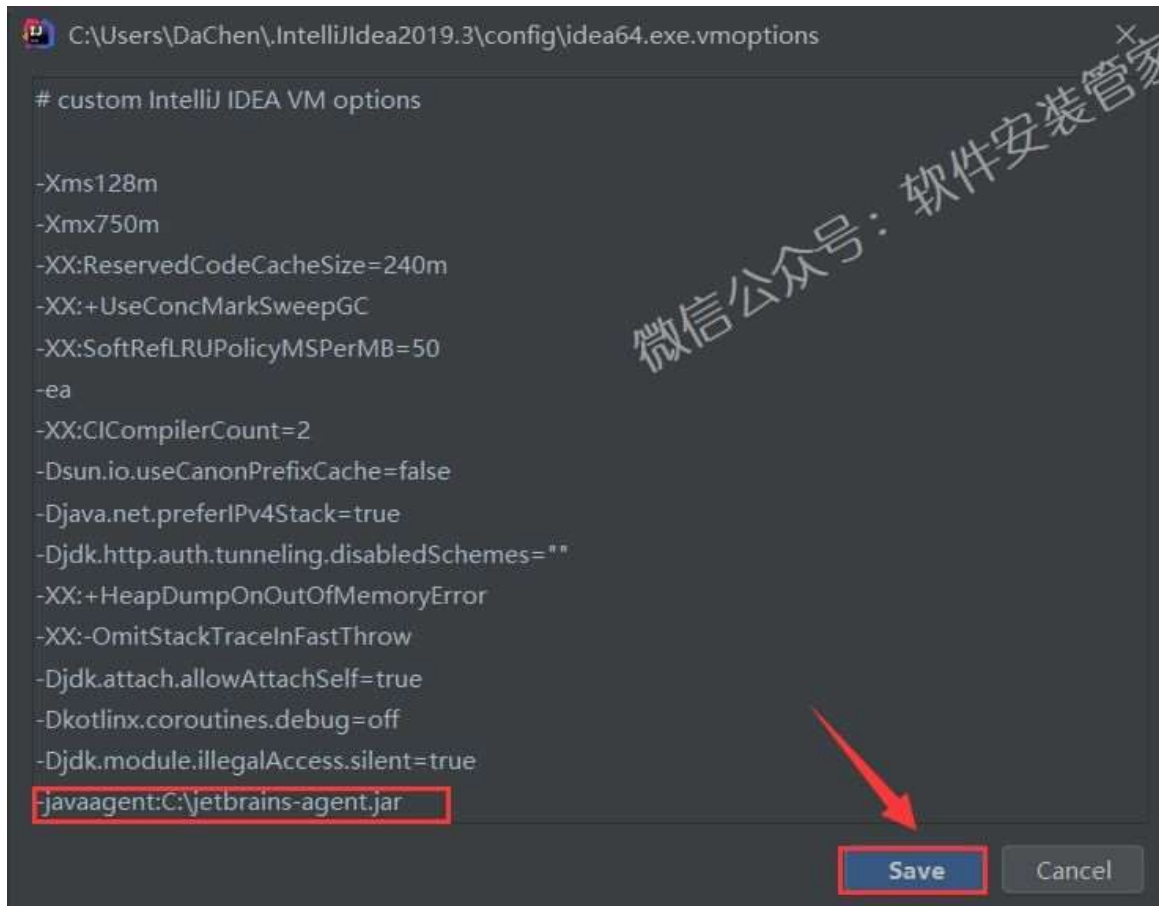 C:\Users\DaChen\.IntelliJIdea2019.3\config\idea64.exe.vmoptions
# custom IntelliJ IDEA VM options
微信公众号：软件安装管家
-Xms128m
-Xmx750m
-XX:ReservedCodeCacheSize=240m
-XX:+UseConcMarkSweepGC
-XX:SoftRefLRUPolicyMSPerMB=50
-ea
-XX:CICompilerCount=2
-Dsun.io.useCanonPrefixCache=false
-Djava.net.preferIPv4Stack=true
-Djdk.http.auth.tunneling.disabledSchemes=""
-XX:+HeapDumpOnOutOfMemoryError
-XX:-OmitStackTraceInFastThrow
-Djdk.attach.allowAttachSelf=true
-Dkotlinx.coroutines.debug=off
-Djdk.module.illegalAccess.silent=true
-javaagent:C:\jetbrains-agent.jar
Save
Cancel